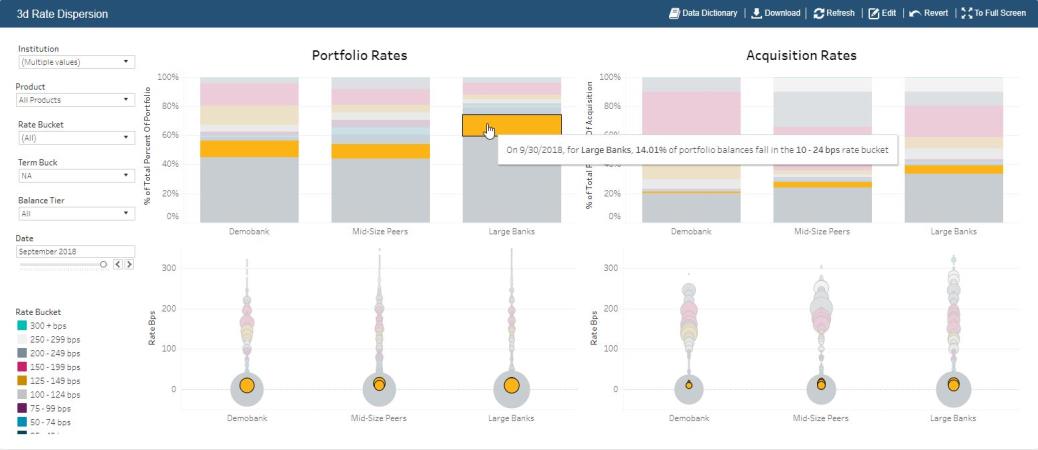 3d Rate Dispersion
Data Dictionary
Download
Refresh
Edit
Revert
To Full Screen
Institution
(Multiple values)
Product
All Products
Rate Bucket
(All)
Term Buck
NA
Balance Tier
All
Date
September 2018
Rate Bucket
300 + bps
250 - 299 bps
200 - 249 bps
150 - 199 bps
125 - 149 bps
100 - 124 bps
75 - 99 bps
50 - 74 bps
Portfolio Rates
% of Total Percent Of Portfolio
100%
80%
60%
40%
20%
0%
Demobank
Mid-Size Peers
Large Banks
On 9/30/2018, for Large Banks, 14.01% of portfolio balances fall in the 10 - 24 bps rate bucket
Rate Bps
300
200
100
0
Demobank
Mid-Size Peers
Large Banks
Acquisition Rates
% of Total
Of Acquisition
100%
80%
20%
0%
Demobank
Mid-Size Peers
Large Banks
Rate Bps
300
200
100
0
Demobank
Mid-Size Peers
Large Banks